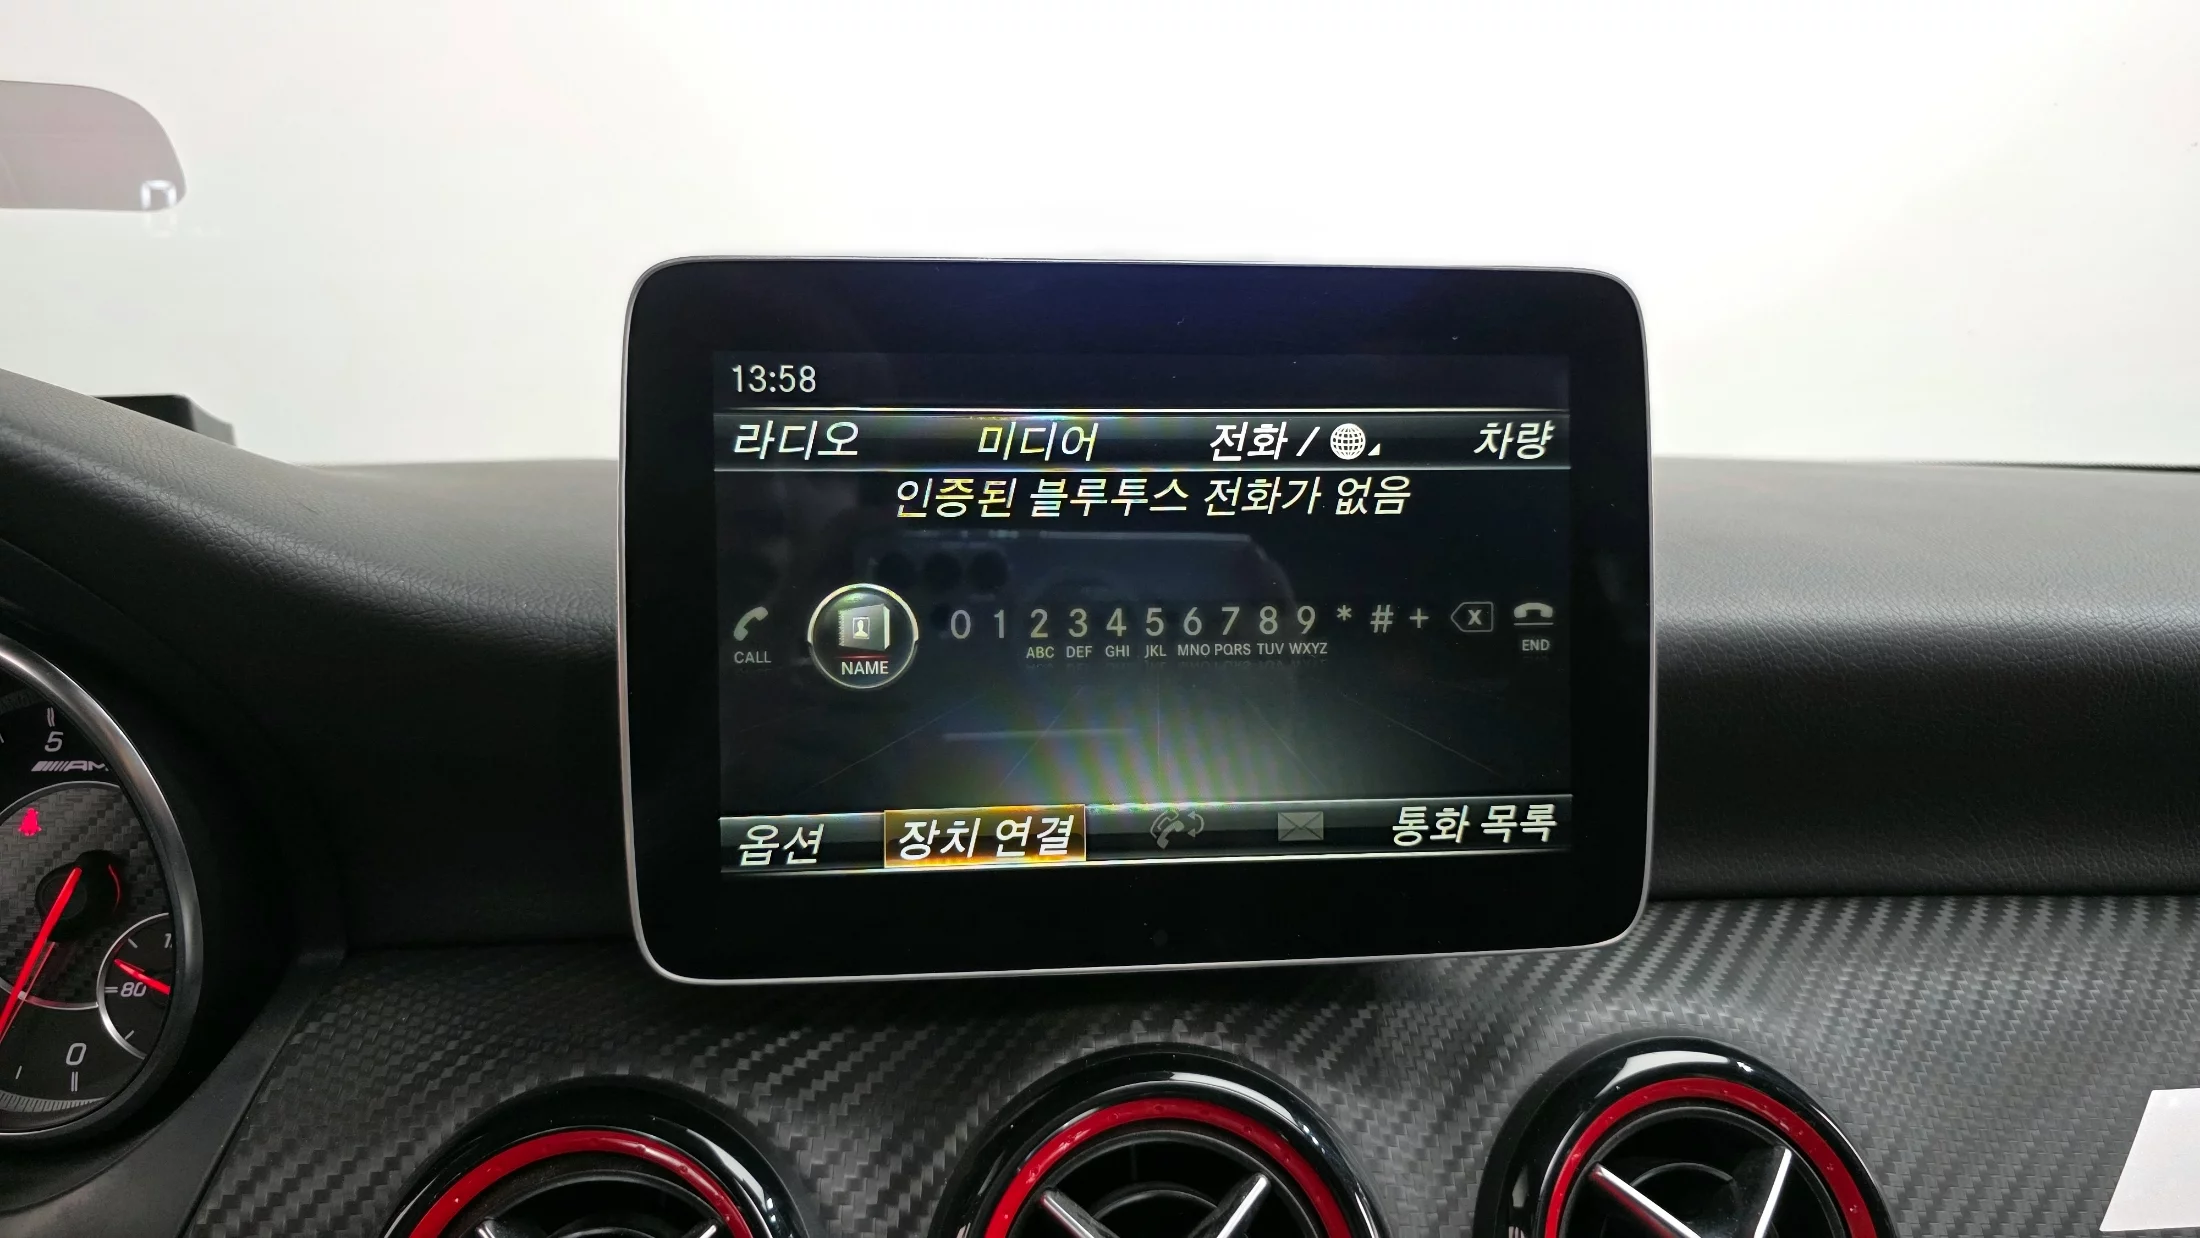 13:58
라디오 미디어 전화 / 차량
인증된 블루투스 전화가 없음
0 1 2 3 4 5 6 7 8 9 * # +
CALL NAME ABC DEF GHI JKL MNO PQRS TUV WXYZ END
옵션 장치 연결 통화 목록
5
80
0